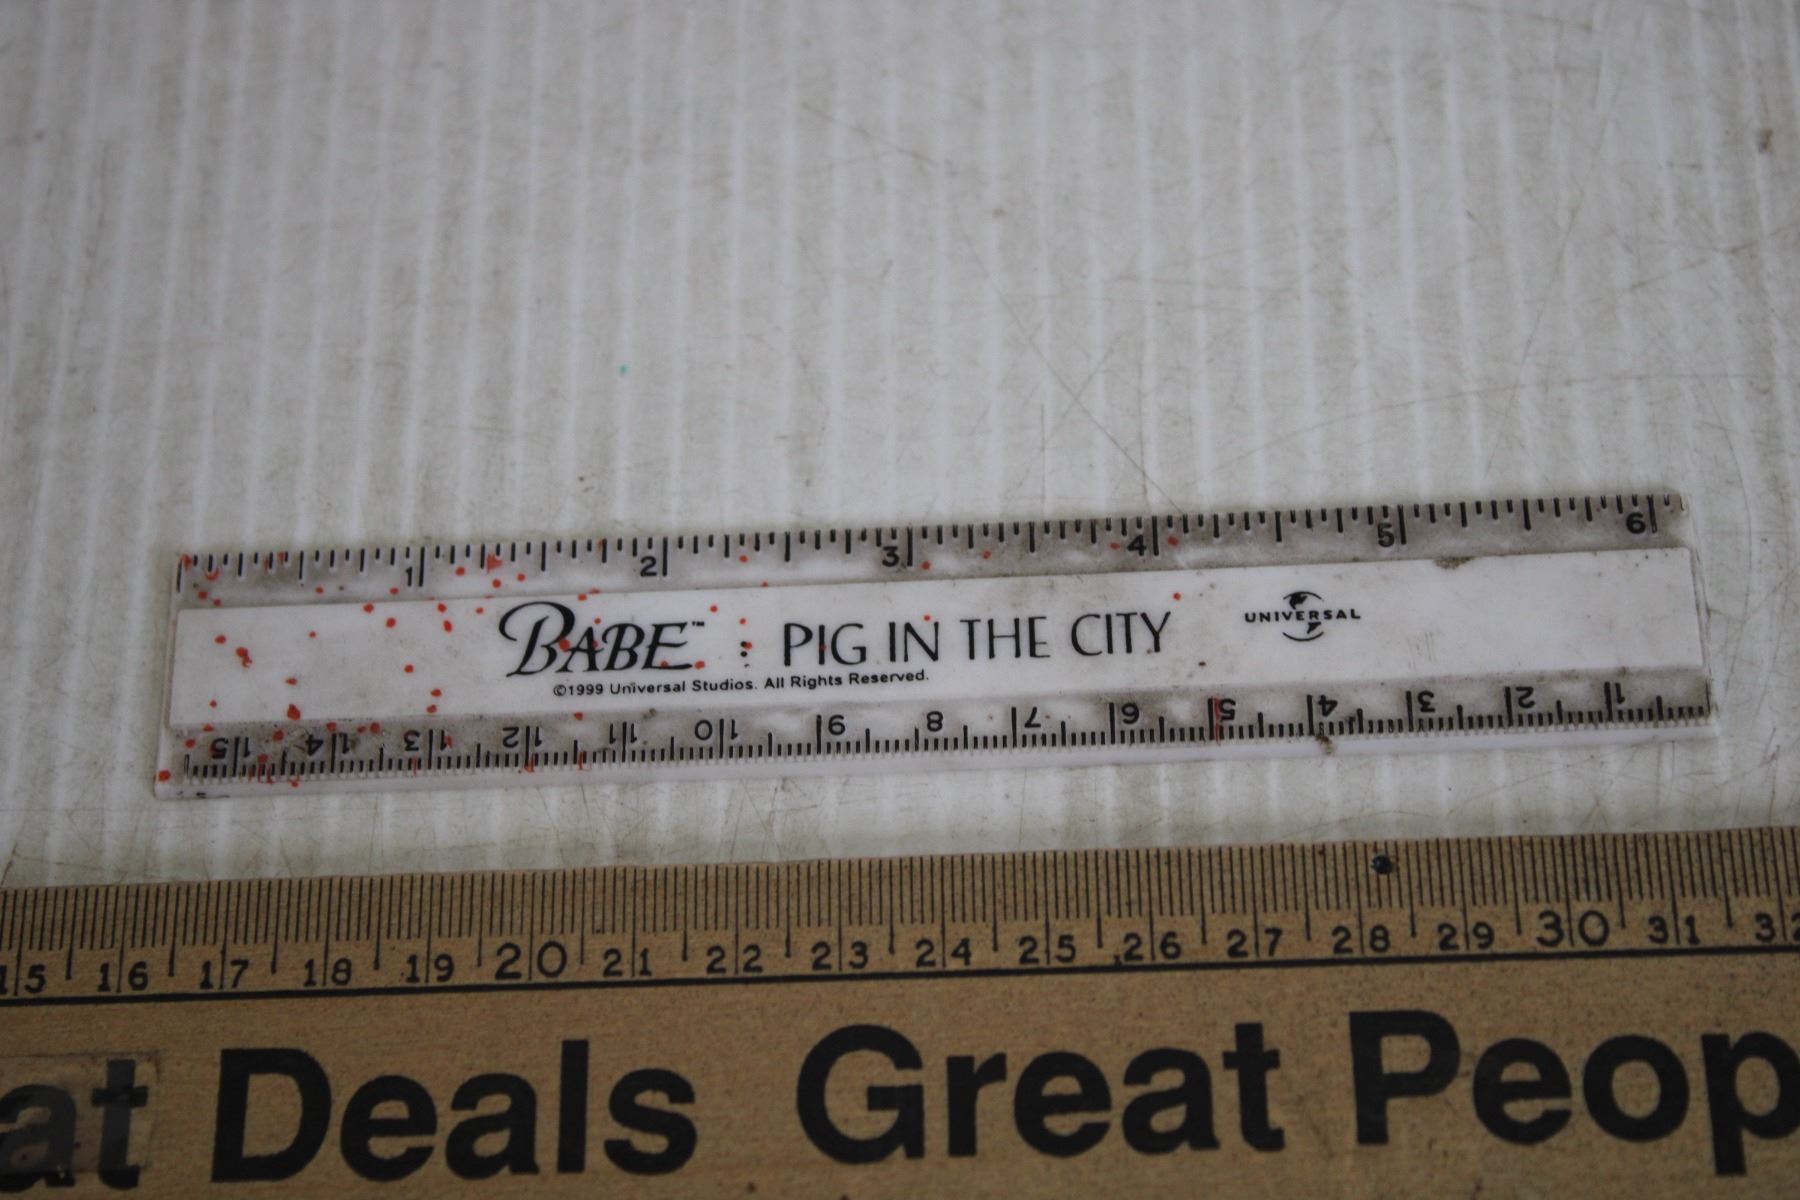 1 2 3 4 5 6
BABE™ : PIG IN THE CITY UNIVERSAL
©1999 Universal Studios. All Rights Reserved.
15 14 13 12 11 10 9 8 7 6 5 4 3 2 1
15 16 17 18 19 20 21 22 23 24 25 26 27 28 29 30 31 32
at Deals Great Peop